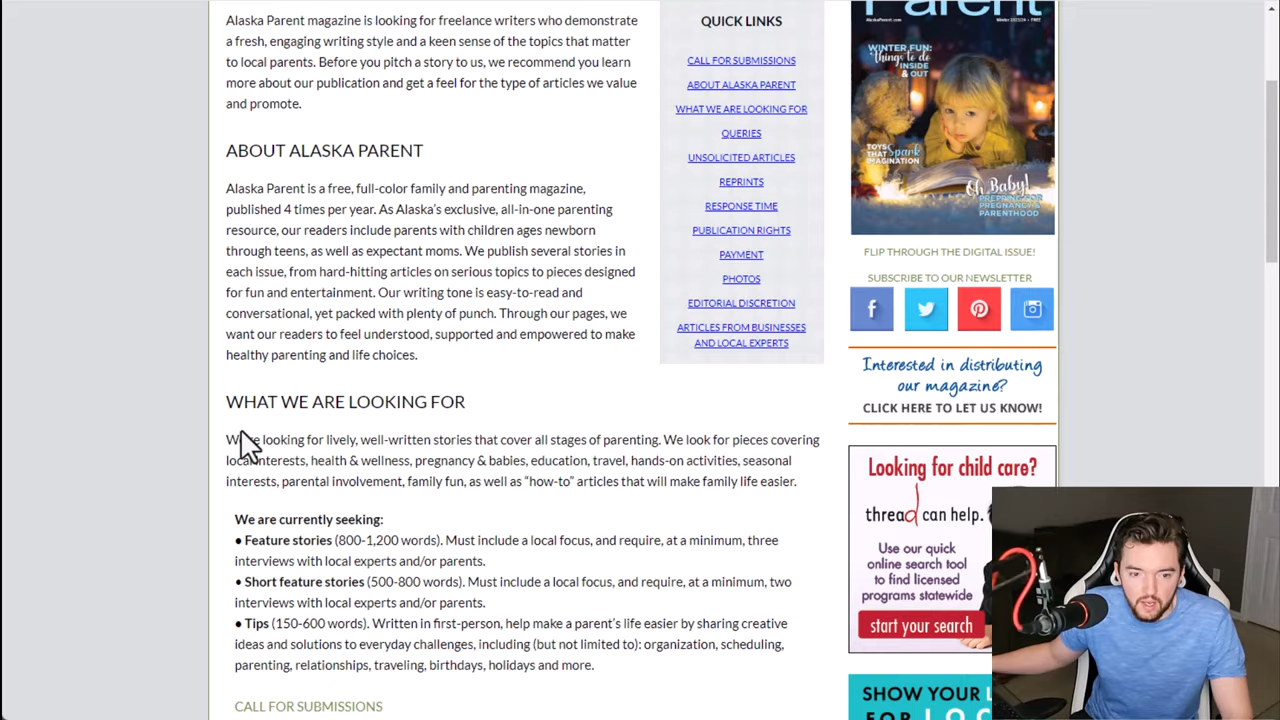 Alaska Parent magazine is looking for freelance writers who demonstrate
a fresh, engaging writing style and a keen sense of the topics that matter
to local parents. Before you pitch a story to us, we recommend you learn
more about our publication and get a feel for the type of articles we value
and promote.
ABOUT ALASKA PARENT
Alaska Parent is a free, full-color family and parenting magazine,
published 4 times per year. As Alaska's exclusive, all-in-one parenting
resource, our readers include parents with children ages newborn
through teens, as well as expectant moms. We publish several stories in
each issue, from hard-hitting articles on serious topics to pieces designed
for fun and entertainment. Our writing tone is easy-to-read and
conversational, yet packed with plenty of punch. Through our pages, we
want our readers to feel understood, supported and empowered to make
healthy parenting and life choices.
WHAT WE ARE LOOKING FOR
looking for lively, well-written stories that cover all stages of parenting. We look for pieces covering
local interests, health & wellness, pregnancy & babies, education, travel, hands-on activities, seasonal
interests, parental involvement, family fun, as well as “how-to” articles that will make family life easier.
We are currently seeking:
● Feature stories (800-1,200 words). Must include a local focus, and require, at a minimum, three
interviews with local experts and/or parents.
● Short feature stories (500-800 words). Must include a local focus, and require, at a minimum, two
interviews with local experts and/or parents.
● Tips (150-600 words). Written in first-person, help make a parent's life easier by sharing creative
ideas and solutions to everyday challenges, including (but not limited to): organization, scheduling,
parenting, relationships, traveling, birthdays, holidays and more.
CALL FOR SUBMISSIONS
QUICK LINKS
CALL FOR SUBMISSIONS
ABOUT ALASKA PARENT
WHAT WE ARE LOOKING FOR
QUERIES
UNSOLICITED ARTICLES
REPRINTS
RESPONSE TIME
PUBLICATION RIGHTS
PAYMENT
PHOTOS
EDITORIAL DISCRETION
ARTICLES FROM BUSINESSES
AND LOCAL EXPERTS
Parent
WINTER FUN:
things to do
INSIDE
& OUT
TOYS
THAT Spark
IMAGINATION
Oh Baby!
PREPARING FOR
PREGNANCY &
PARENTHOOD
FLIP THROUGH THE DIGITAL ISSUE!
SUBSCRIBE TO OUR NEWSLETTER
Interested in distributing
our magazine?
CLICK HERE TO LET US KNOW!
Looking for child care?
thread can help.
Use our quick
online search tool
to find licensed
programs statewide
start your search
SHOW YOUR
FOR